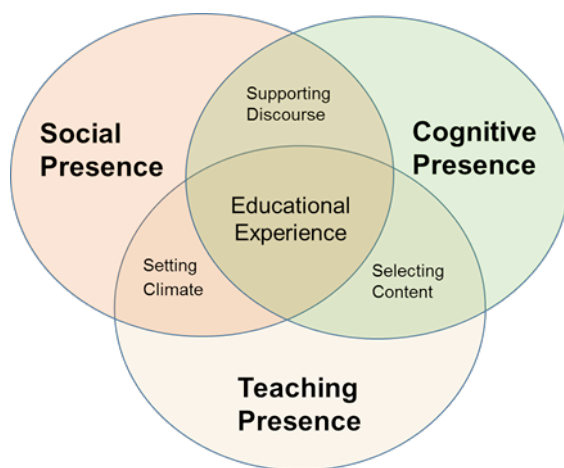 Supporting
Discourse
Social
Presence
Cognitive
Presence
Educational
Experience
Setting
Climate
Selecting
Content
Teaching
Presence